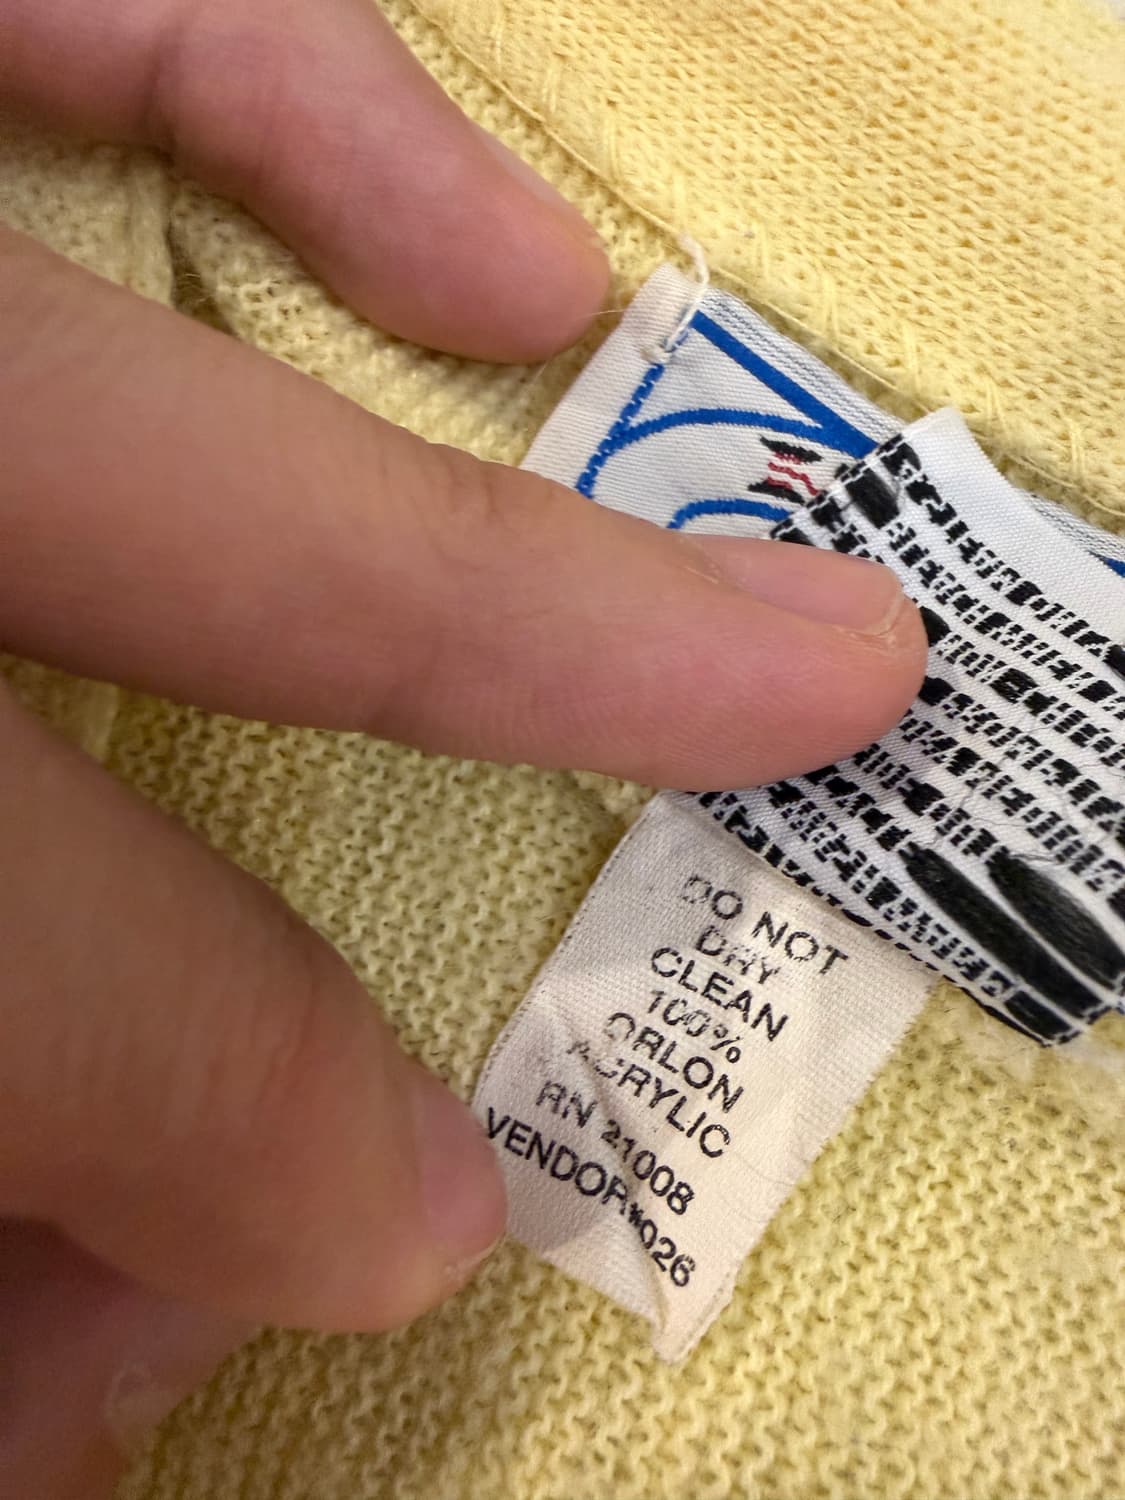 DO NOT
DRY
CLEAN
100%
ORLON
ACRYLIC
RN 21008
VENDOR#026